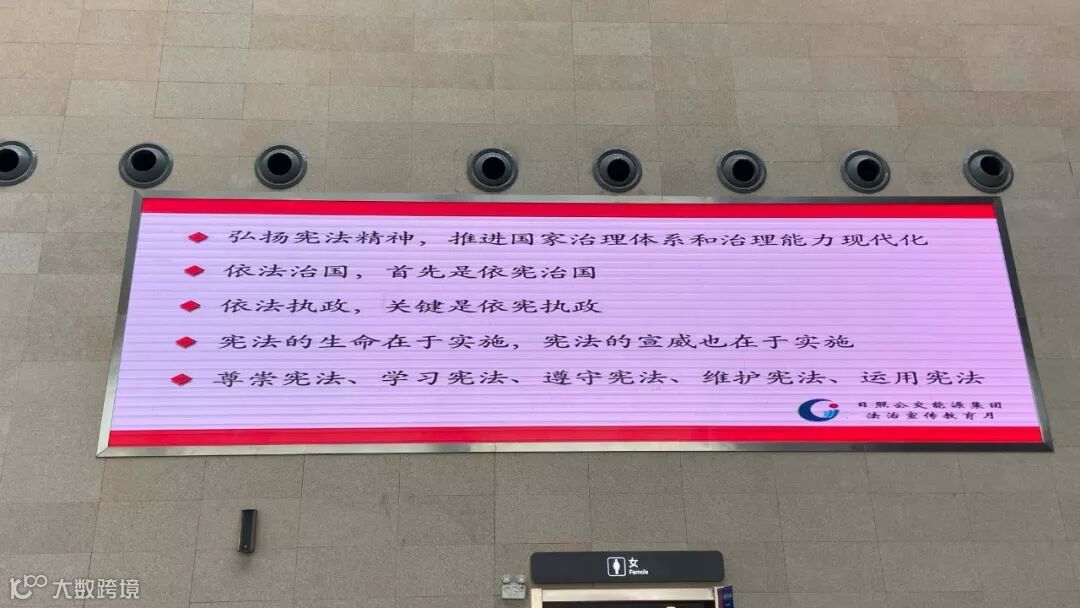 弘扬宪法精神，推进国家治理体系和治理能力现代化
依法治国，首先是依宪治国
依法执政，关键是依宪执政
宪法的生命在于实施，宪法的宣威也在于实施
尊崇宪法、学习宪法、遵守宪法、维护宪法、运用宪法
日照公交能源集团
法治宣传教育月
女
Female
大数跨境